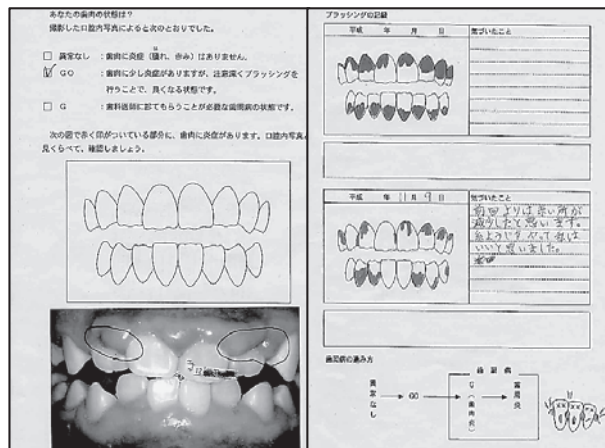 あなたの歯肉の状態は?
撮影した口腔内写真によると次のとおりでした。
□ 異常なし :歯肉に炎症(腫れ、赤み)はありません。
☑ GO :歯肉に少し炎症がありますが、注意深くブラッシングを
行うことで、良くなる状態です。
□ G :歯科医師に診てもらうことが必要な歯周病の状態です。
次の図で赤く印がついている部分に、炎症があります。口腔内写真と
見くらべて、確認しましょう。
ブラッシングの記録
平成 年 月 日
気づいたこと
平成 年 11月 9日
気づいたこと
前回よりは赤い所が
減少したと思います。
いいと思いました。
歯周病の進み方
歯周病
異常なし
GO
G(歯肉炎)
歯周炎